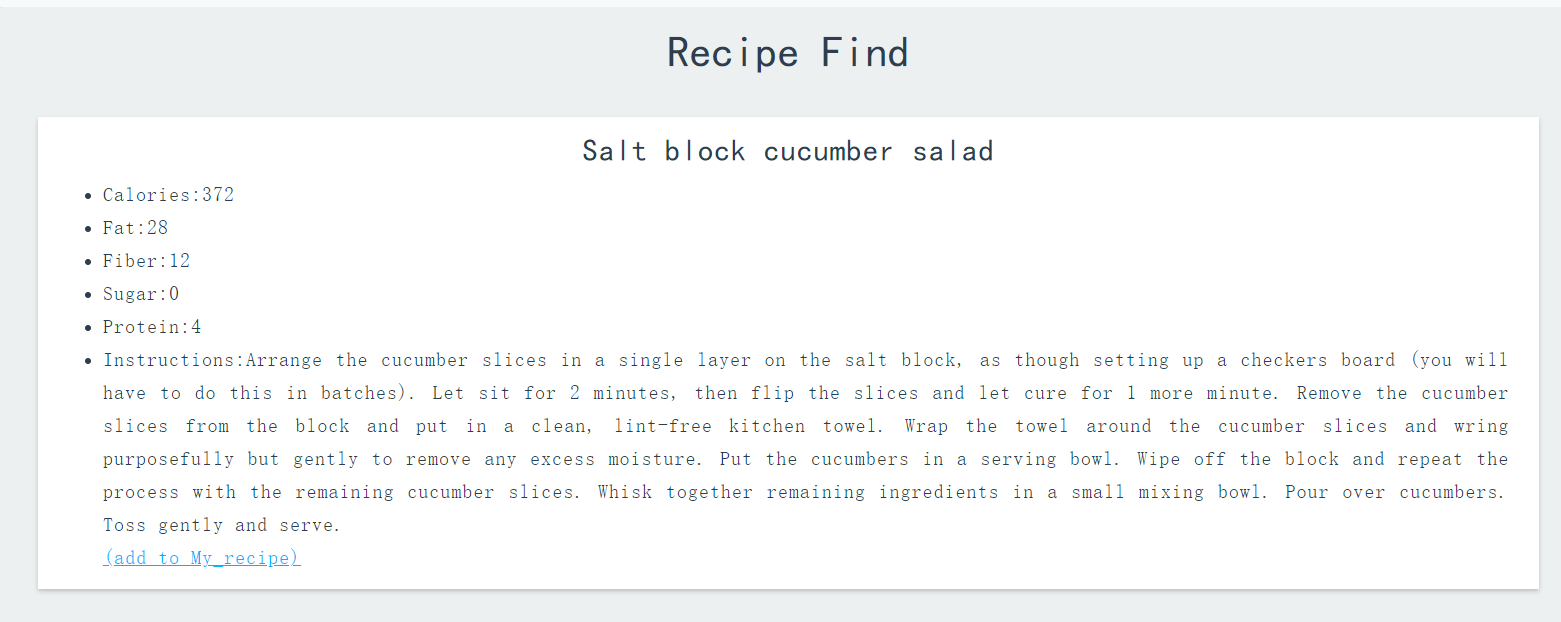 Recipe Find
Salt block cucumber salad
Calories:372
Fat:28
Fiber:12
Sugar:0
Protein:4
Instructions:Arrange the cucumber slices in a single layer on the salt block, as though setting up a checkers board (you will
have to do this in batches). Let sit for 2 minutes, then flip the slices and let cure for 1 more minute. Remove the cucumber
slices from the block and put in a clean, lint-free kitchen towel. Wrap the towel around the cucumber slices and wring
purposefully but gently to remove any excess moisture. Put the cucumbers in a serving bowl. Wipe off the block and repeat the
process with the remaining cucumber slices. Whisk together remaining ingredients in a small mixing bowl. Pour over cucumbers.
Toss gently and serve.
(add to My_recipe)